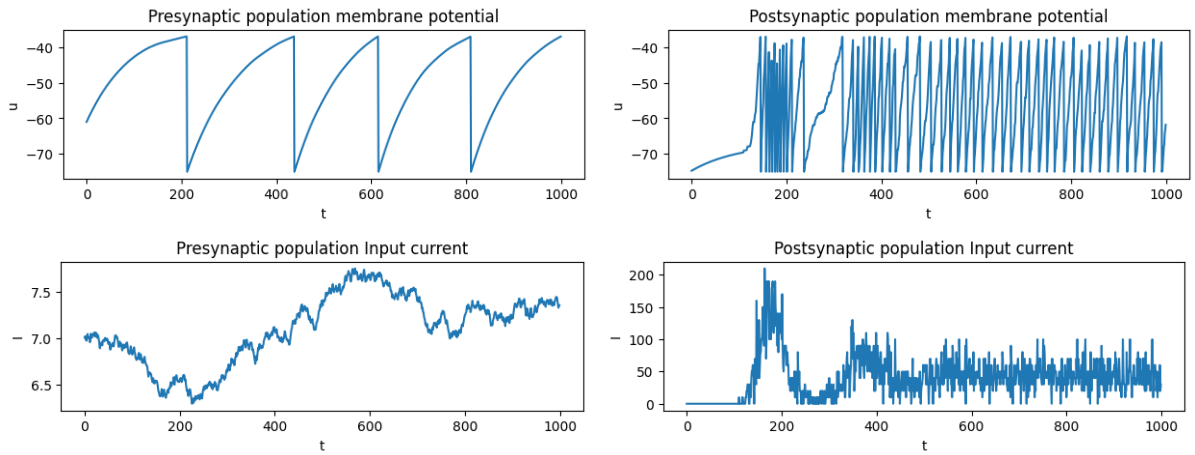 Presynaptic population membrane potential
−40
−50
−60
−70
u
0 200 400 600 800 1000
t
Postsynaptic population membrane potential
−40
−50
−60
−70
u
0 200 400 600 800 1000
t
Presynaptic population Input current
7.5
7.0
6.5
I
0 200 400 600 800 1000
t
Postsynaptic population Input current
200
150
100
50
0
I
0 200 400 600 800 1000
t